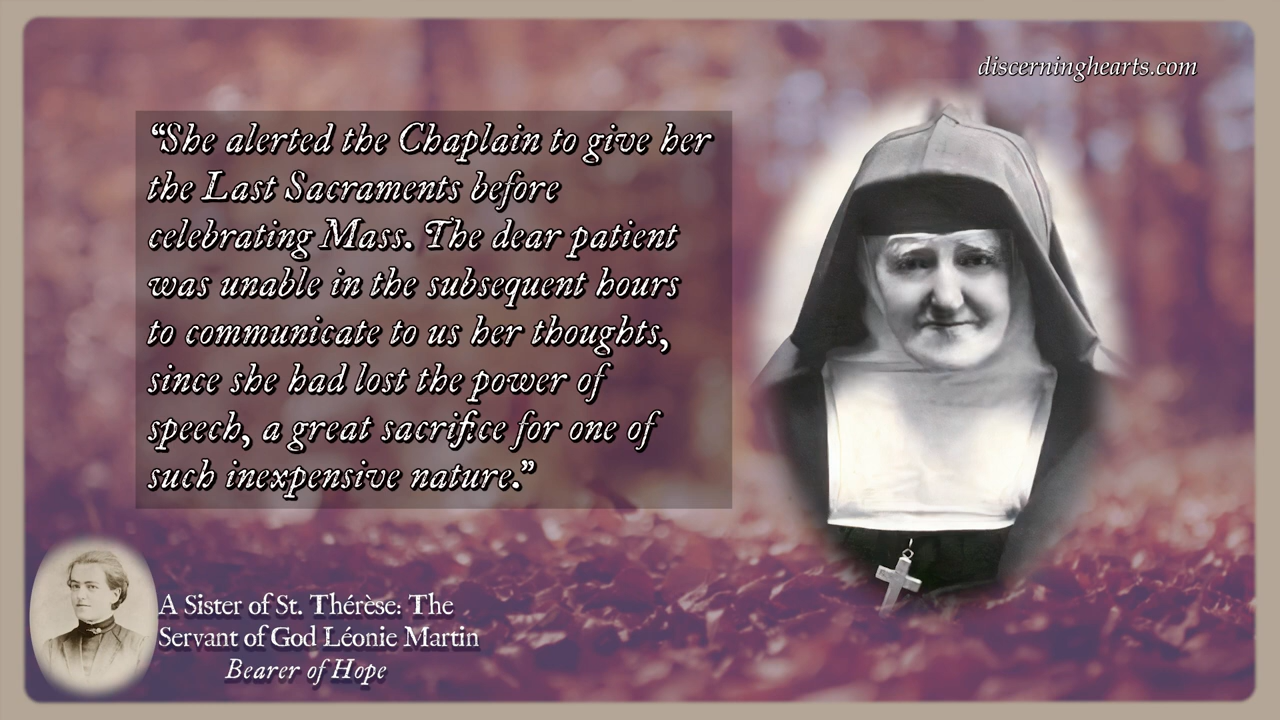 discerninghearts.com
“She alerted the Chaplain to give her
the Last Sacraments before
celebrating Mass. The dear patient
was unable in the subsequent hours
to communicate to us her thoughts,
since she had lost the power of
speech, a great sacrifice for one of
such inexpensive nature.”
A Sister of St. Thérèse: The
Servant of God Léonie Martin
Bearer of Hope